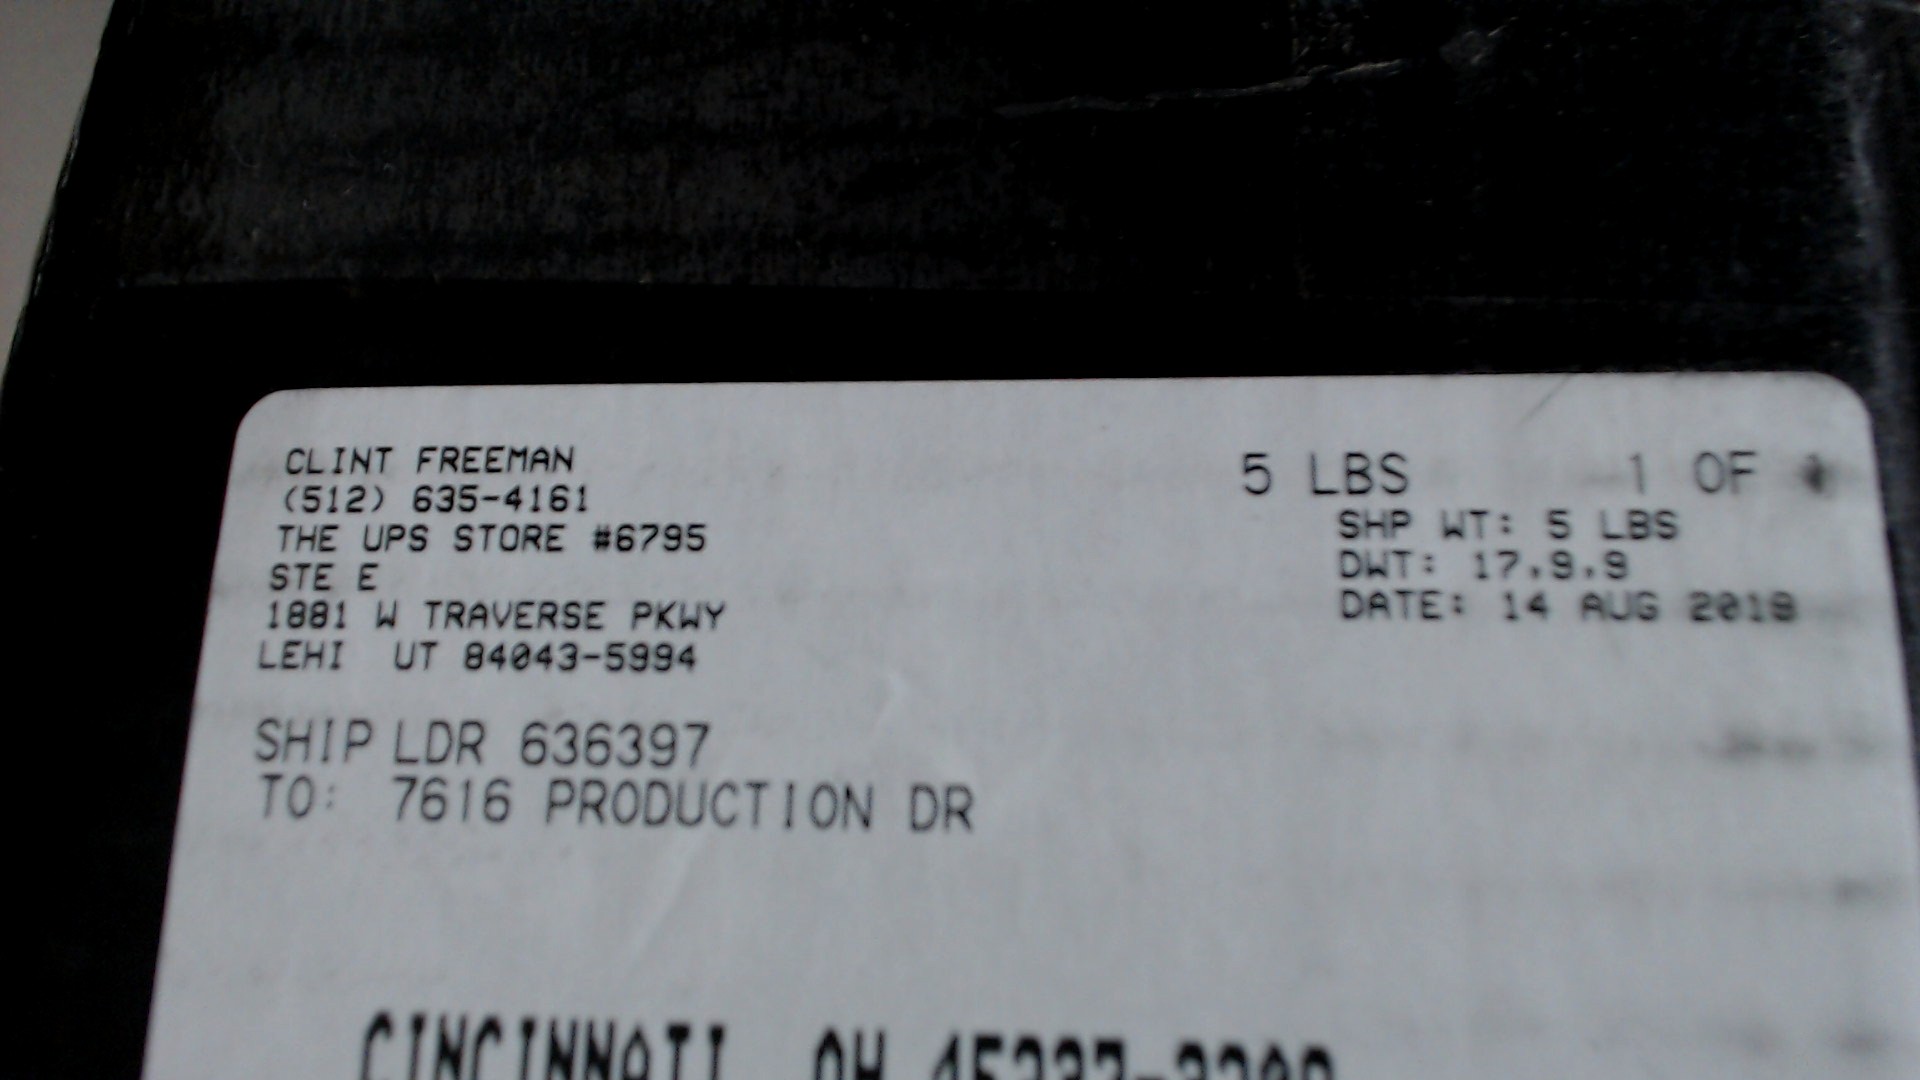 CLINT FREEMAN
(512) 635-4161
THE UPS STORE #6795
STE E
1881 W TRAVERSE PKWY
LEHI UT 84043-5994
5 LBS 1 OF
SHP WT: 5 LBS
DWT: 17,9,9
DATE: 14 AUG 2018
SHIP LDR 636397
TO: 7616 PRODUCTION DR
CINCINNATI OH